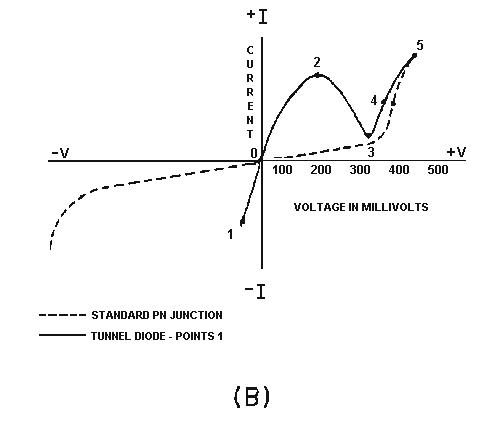 +I
CURRENT
2
5
4
-V
0
3
+V
100 200 300 400 500
1
VOLTAGE IN MILLIVOLTS
-I
STANDARD PN JUNCTION
TUNNEL DIODE - POINTS 1
(B)